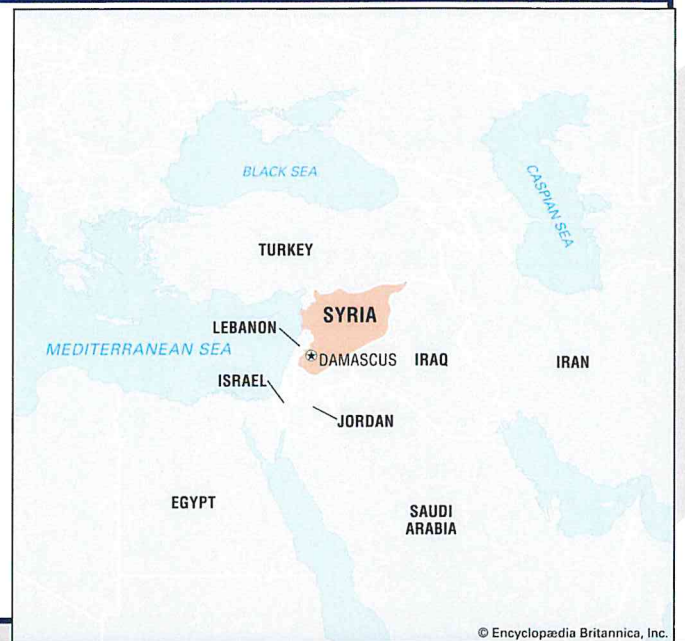 BLACK SEA
CASPIAN SEA
TURKEY
SYRIA
LEBANON
MEDITERRANEAN SEA
DAMASCUS
IRAQ
IRAN
ISRAEL
JORDAN
EGYPT
SAUDI
ARABIA
© Encyclopædia Britannica, Inc.